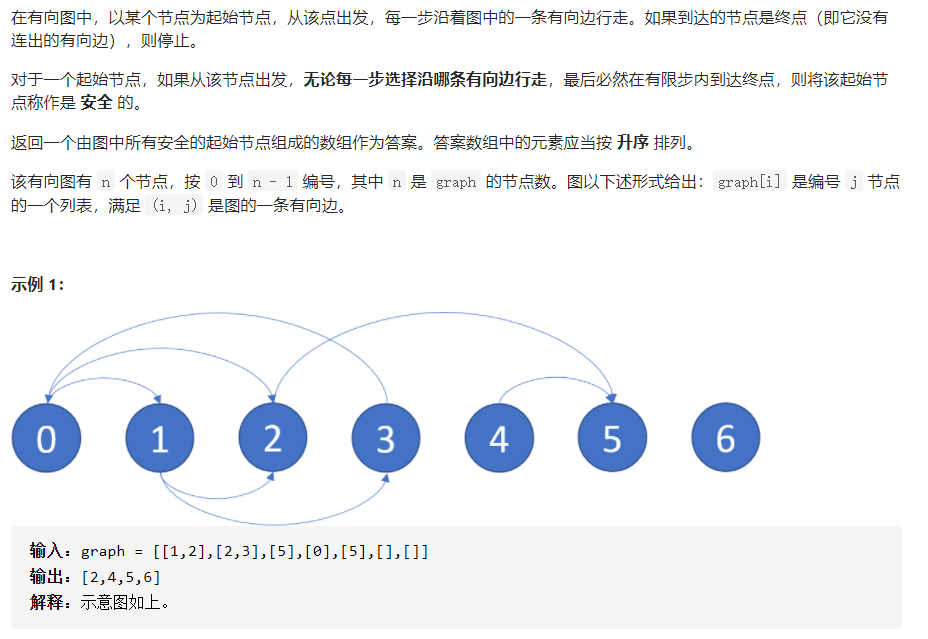 在有向图中，以某个节点为起始节点，从该点出发，每一步沿着图中的一条有向边行走。如果到达的节点是终点（即它没有
连出的有向边），则停止。
对于一个起始节点，如果从该节点出发，无论每一步选择沿哪条有向边行走，最后必然在有限步内到达终点，则将该起始节
点称作是 安全 的。
返回一个由图中所有安全的起始节点组成的数组作为答案。答案数组中的元素应当按 升序 排列。
该有向图有 n 个节点，按 0 到 n - 1 编号，其中 n 是 graph 的节点数。图以下述形式给出：graph[i] 是编号 j 节点
的一个列表，满足 (i, j) 是图的一条有向边。
示例 1：
0 1 2 3 4 5 6
输入：graph = [[1,2],[2,3],[5],[0],[5],[],[]]
输出：[2,4,5,6]
解释：示意图如上。